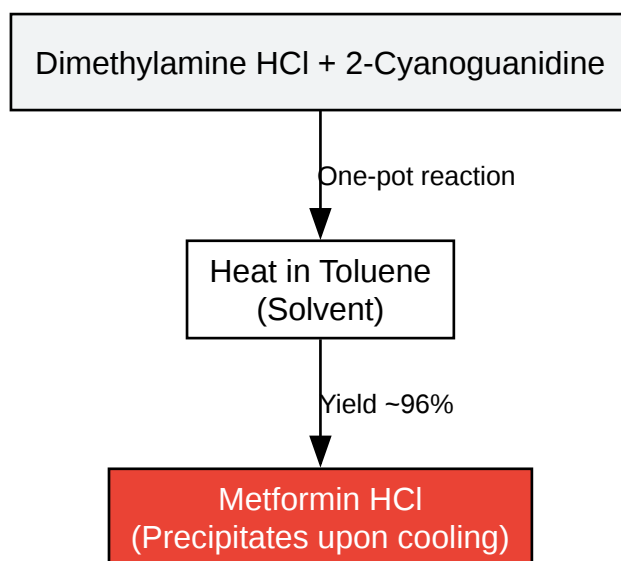 Dimethylamine HCl + 2-Cyanoguanidine
One-pot reaction
Heat in Toluene
(Solvent)
Yield ~96%
Metformin HCl
(Precipitates upon cooling)